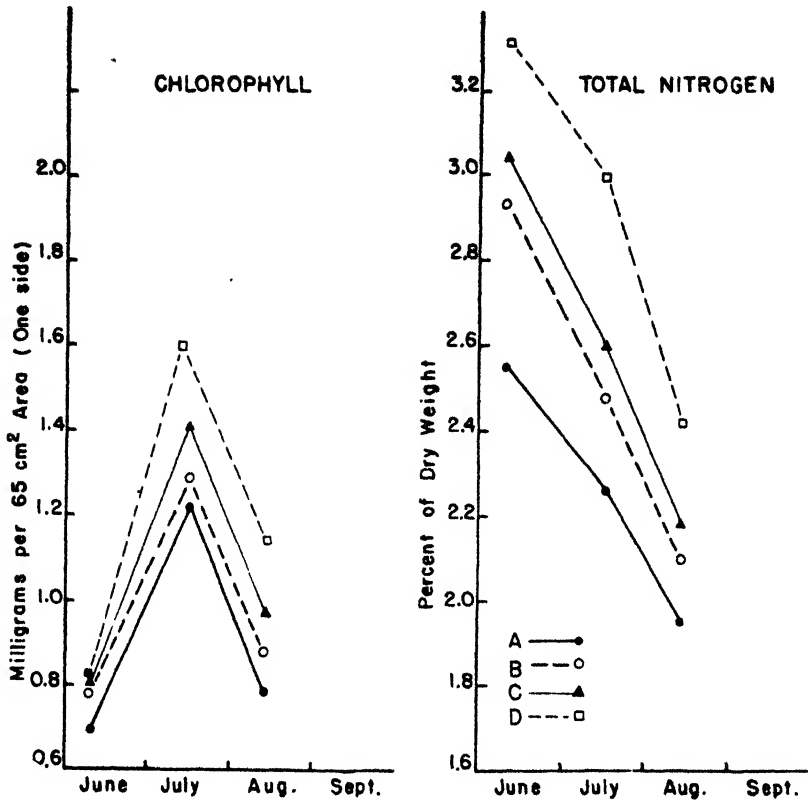 CHLOROPHYLL
Milligrams per 65 cm² Area (One side)
2.0
1.8
1.6
1.4
1.2
1.0
0.8
0.6
June July Aug. Sept.
TOTAL NITROGEN
Percent of Dry Weight
3.2
3.0
2.8
2.6
2.4
2.2
2.0
1.8
1.6
A
B
C
D
June July Aug. Sept.